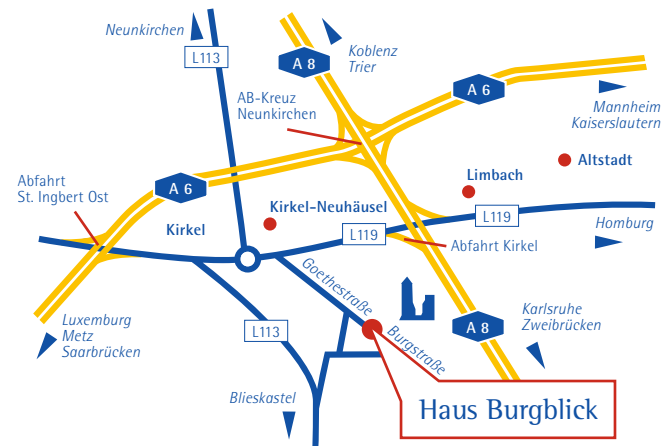 Neunkirchen
L113
A 8
Koblenz
Trier
A 6
AB-Kreuz
Neunkirchen
Mannheim
Kaiserslautern
Altstadt
Limbach
Abfahrt
St. Ingbert Ost
A 6
Kirkel
Kirkel-Neuhäusel
L119
L119
Homburg
Abfahrt Kirkel
Goethestraße
Luxemburg
Metz
Saarbrücken
L113
Burgstraße
A 8
Karlsruhe
Zweibrücken
Blieskastel
Haus Burgblick